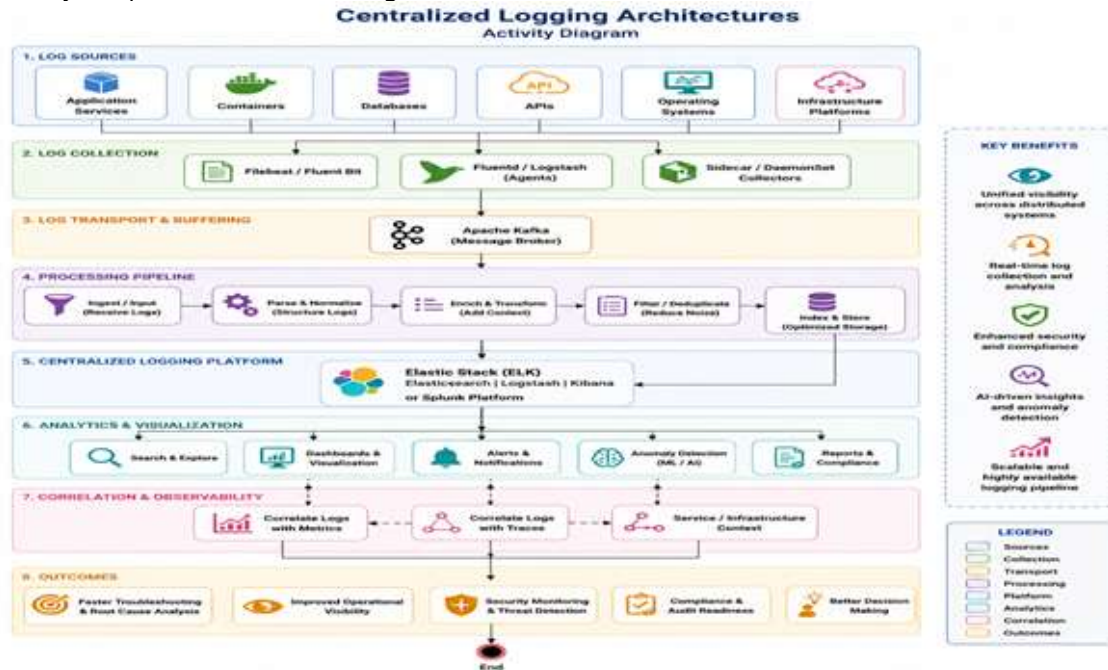 Centralized Logging Architectures
Activity Diagram
1. LOG SOURCES
Application
Services
Containers
Databases
API
APIs
Operating
Systems
Infrastructure
Platforms
2. LOG COLLECTION
Filebeat / Fluent Bit
Fluentd / Logstash
(Agents)
Sidecar / DaemonSet
Collectors
3. LOG TRANSPORT & BUFFERING
Apache Kafka
(Message Broker)
4. PROCESSING PIPELINE
Ingest / Input
(Receive Logs)
Parse & Normalize
(Structure Logs)
Enrich & Transform
(Add Context)
Filter / Deduplicate
(Reduce Noise)
Index & Store
(Optimized Storage)
5. CENTRALIZED LOGGING PLATFORM
Elastic Stack (ELK)
Elasticsearch | Logstash | Kibana
or Splunk Platform
6. ANALYTICS & VISUALIZATION
Search & Explore
Dashboards &
Visualization
Alerts &
Notifications
Anomaly Detection
(ML / AI)
Reports &
Compliance
7. CORRELATION & OBSERVABILITY
Correlate Logs
with Metrics
Correlate Logs
with Traces
Service / Infrastructure
Context
8. OUTCOMES
Faster Troubleshooting
& Root Cause Analysis
Improved Operational
Visibility
Security Monitoring
& Threat Detection
Compliance &
Audit Readiness
Better Decision
Making
End
KEY BENEFITS
Unified visibility
across distributed
systems
Real-time log
collection and
analysis
Enhanced security
and compliance
AI-driven insights
and anomaly
detection
Scalable and
highly available
logging pipeline
LEGEND
Sources
Collection
Transport
Processing
Platform
Analytics
Correlation
Outcomes